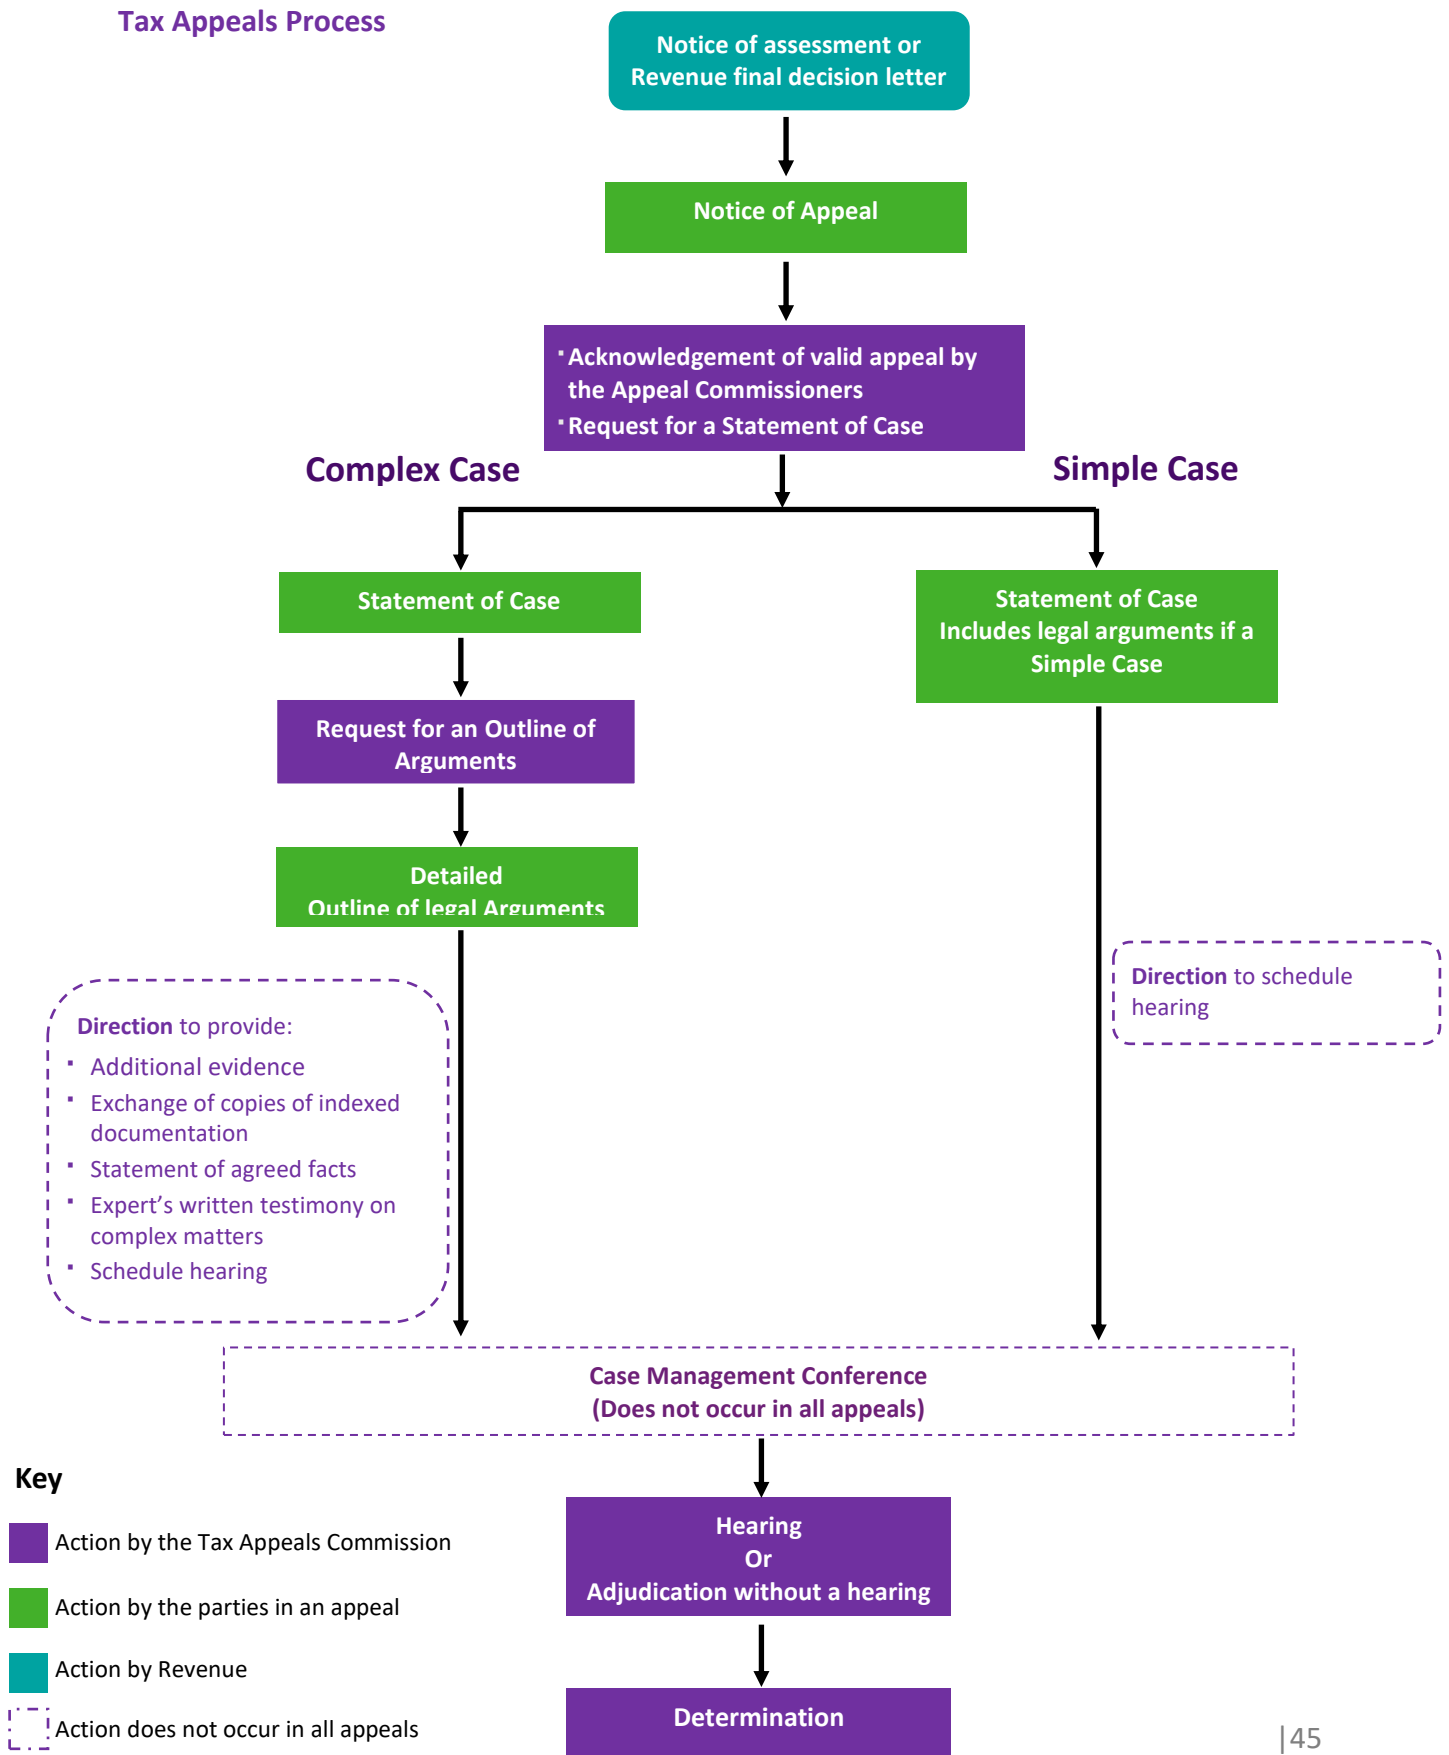 Tax Appeals Process
Notice of assessment or
Revenue final decision letter
Notice of Appeal
▪ Acknowledgement of valid appeal by
the Appeal Commissioners
▪ Request for a Statement of Case
Complex Case
Simple Case
Statement of Case
Statement of Case
Includes legal arguments if a
Simple Case
Request for an Outline of
Arguments
Detailed
Outline of legal Arguments
Direction to schedule
hearing
Direction to provide:
▪ Additional evidence
▪ Exchange of copies of indexed
documentation
▪ Statement of agreed facts
▪ Expert’s written testimony on
complex matters
▪ Schedule hearing
Case Management Conference
(Does not occur in all appeals)
Key
Action by the Tax Appeals Commission
Action by the parties in an appeal
Action by Revenue
Action does not occur in all appeals
Hearing
Or
Adjudication without a hearing
Determination
|45